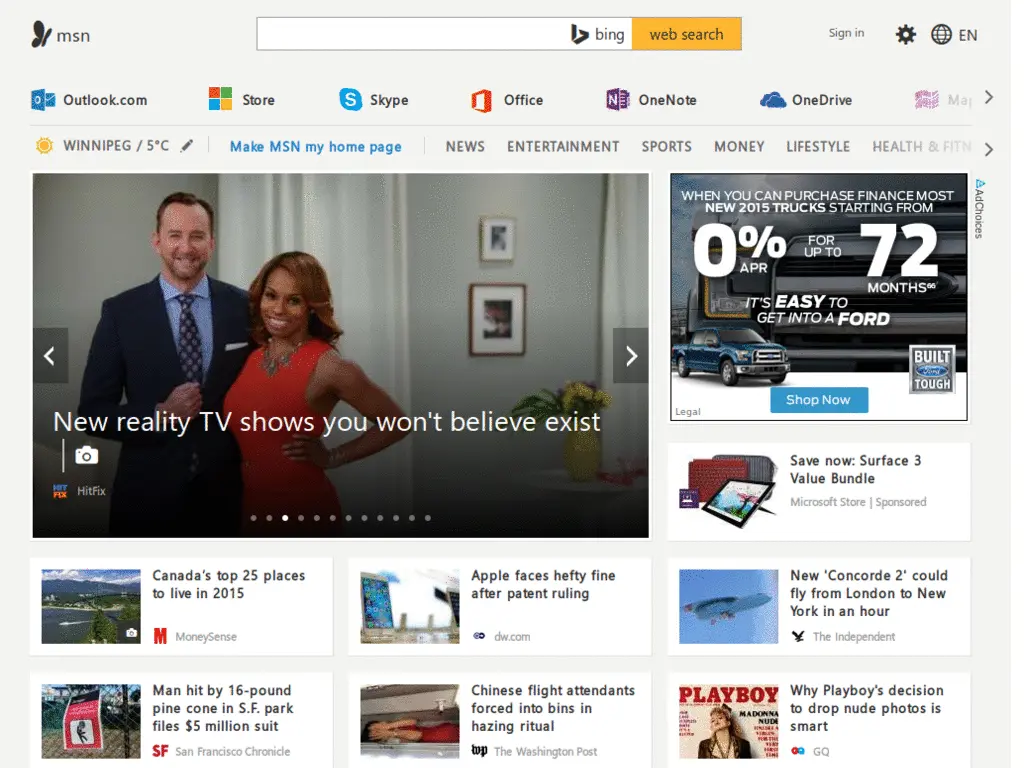 msn
bing
web search
Sign in
EN
Outlook.com
Store
Skype
Office
OneNote
OneDrive
WINNIPEG / 5°C
Make MSN my home page
NEWS
ENTERTAINMENT
SPORTS
MONEY
LIFESTYLE
HEALTH & FITN
New reality TV shows you won't believe exist
HIT FIX
HitFix
WHEN YOU CAN PURCHASE FINANCE MOST
NEW 2015 TRUCKS STARTING FROM
0% APR
FOR UP TO
72 MONTHS
IT'S EASY TO
GET INTO A FORD
BUILT
Ford
TOUGH
Shop Now
Legal
AdChoices
Save now: Surface 3
Value Bundle
Microsoft Store | Sponsored
Canada's top 25 places
to live in 2015
MoneySense
Apple faces hefty fine
after patent ruling
dw.com
New 'Concorde 2' could
fly from London to New
York in an hour
The Independent
Man hit by 16-pound
pine cone in S.F. park
files $5 million suit
SF
San Francisco Chronicle
Chinese flight attendants
forced into bins in
hazing ritual
wp
The Washington Post
PLAYBOY
MADONNA
NUDE
Why Playboy's decision
to drop nude photos is
smart
GQ